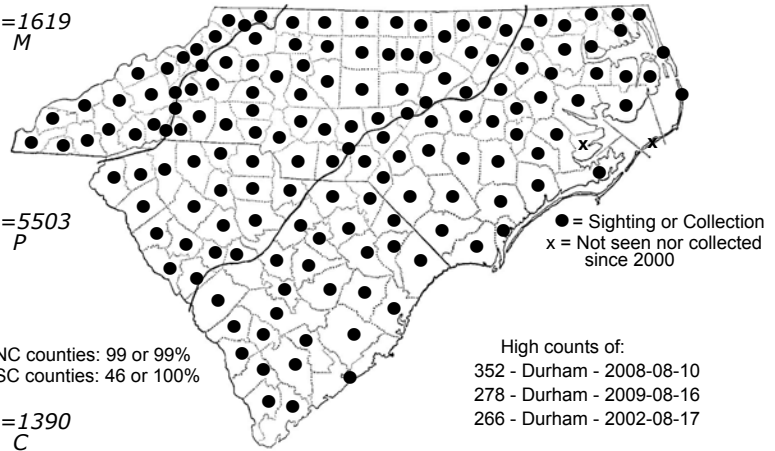 =1619
M
=5503
P
● = Sighting or Collection
x = Not seen nor collected
since 2000
x
x
NC counties: 99 or 99%
SC counties: 46 or 100%
High counts of:
352 - Durham - 2008-08-10
278 - Durham - 2009-08-16
266 - Durham - 2002-08-17
=1390
C